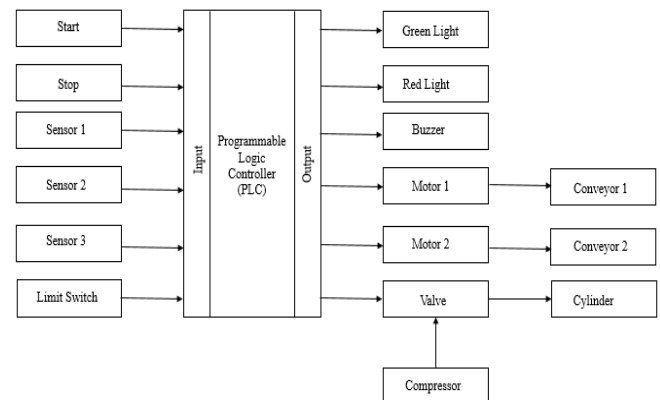 Start
Stop
Sensor 1
Sensor 2
Sensor 3
Limit Switch
Input
Programmable
Logic
Controller
(PLC)
Output
Green Light
Red Light
Buzzer
Motor 1
Motor 2
Valve
Compressor
Conveyor 1
Conveyor 2
Cylinder